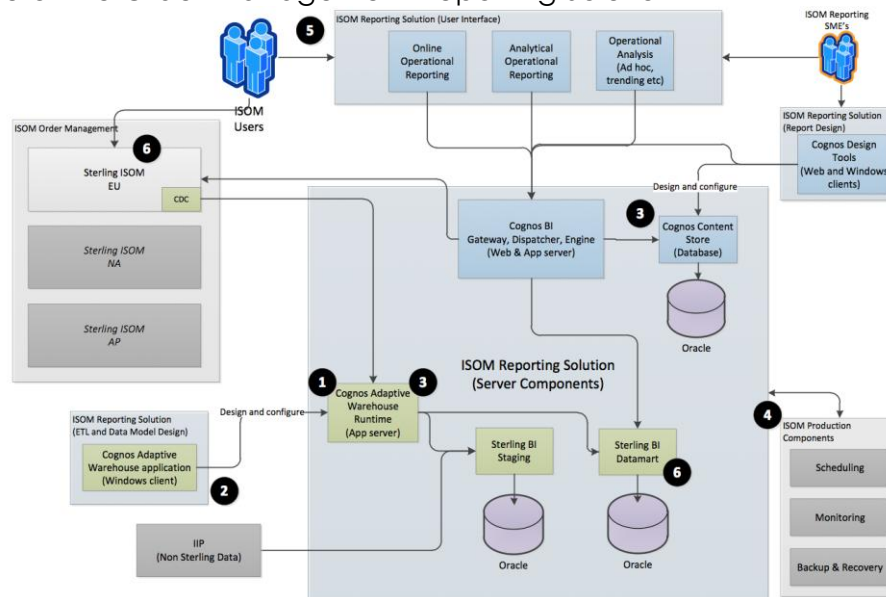 5
ISOM Reporting Solution (User Interface)
Online
Operational
Reporting
Analytical
Operational
Reporting
Operational
Analysis
(Ad hoc,
trending etc)
ISOM Reporting
SME's
ISOM
Users
ISOM Reporting Solution
(Report Design)
Cognos Design
Tools
(Web and Windows
clients)
Design and configure
ISOM Order Management
6
Sterling ISOM
EU
CDC
Sterling ISOM
NA
Sterling ISOM
AP
Cognos BI
Gateway, Dispatcher, Engine
(Web & App server)
3
Cognos Content
Store
(Database)
Oracle
ISOM Reporting Solution
(Server Components)
1
3
Cognos Adaptive
Warehouse
Runtime
(App server)
Design and configure
ISOM Reporting Solution
(ETL and Data Model Design)
Cognos Adaptive
Warehouse application
(Windows client)
2
Sterling BI
Staging
Oracle
Sterling BI
Datamart
6
Oracle
IIP
(Non Sterling Data)
4
ISOM Production
Components
Scheduling
Monitoring
Backup & Recovery